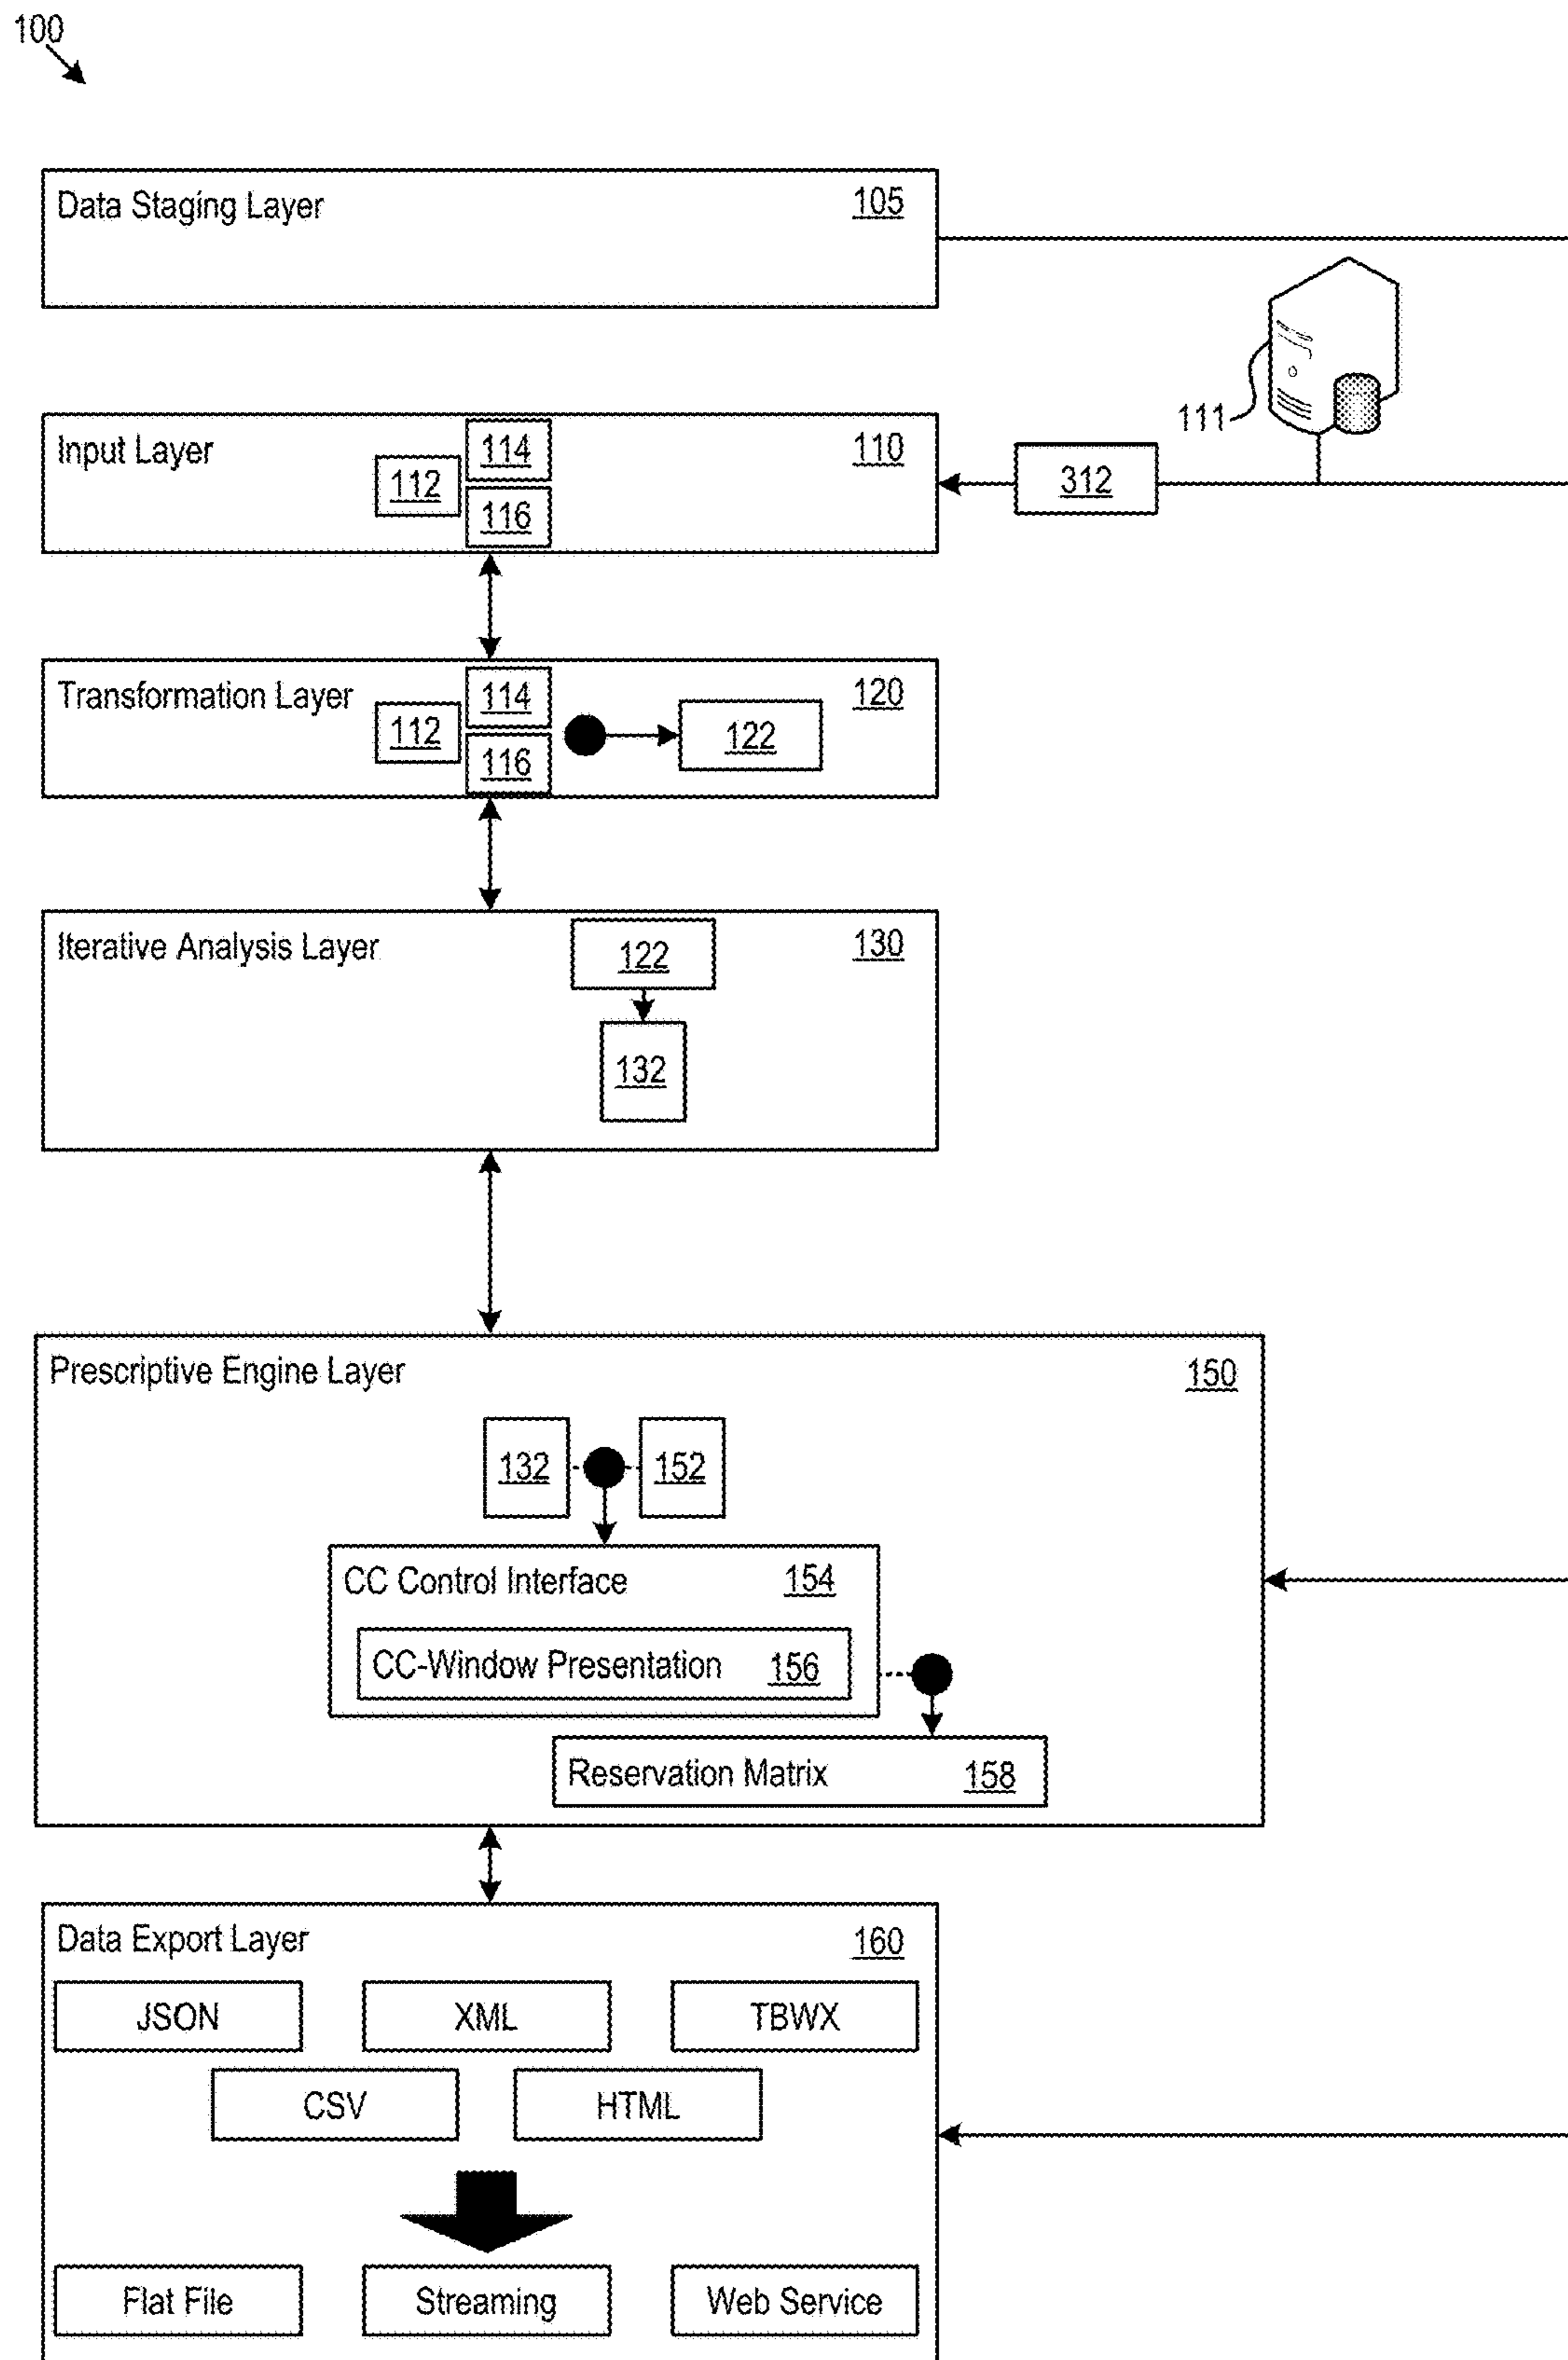 100
Data Staging Layer 105
111
Input Layer 112 114 116 110
312
Transformation Layer 112 114 116 122 120
Iterative Analysis Layer 122 130
132
Prescriptive Engine Layer 150
132 152
CC Control Interface 154
CC-Window Presentation 156
Reservation Matrix 158
Data Export Layer 160
JSON XML TBWX
CSV HTML
Flat File Streaming Web Service